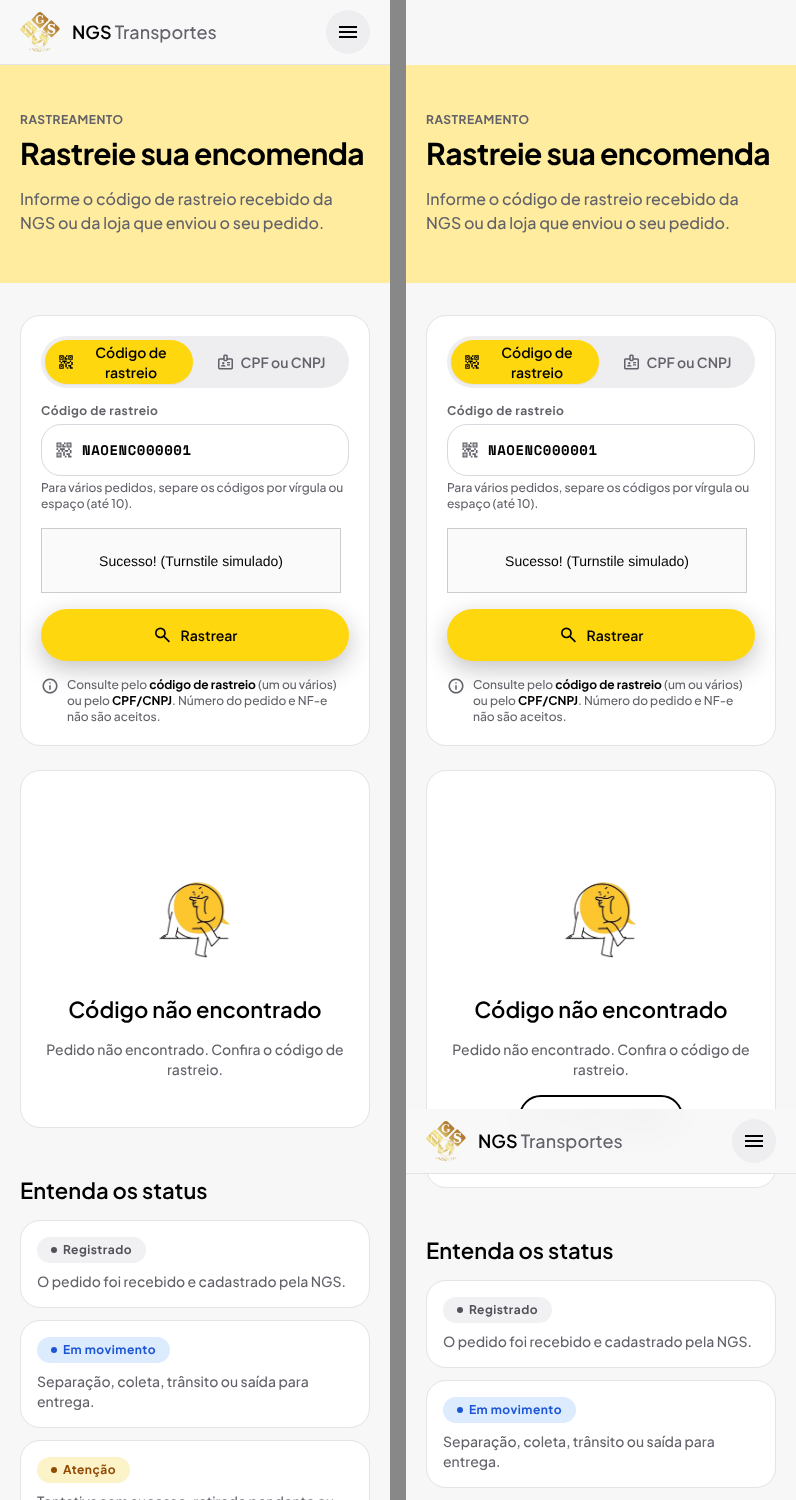 NGS Transportes
RASTREAMENTO
Rastreie sua encomenda
Informe o código de rastreio recebido da
NGS ou da loja que enviou o seu pedido.
Código de
rastreio
CPF ou CNPJ
Código de rastreio
NAOENC000001
Para vários pedidos, separe os códigos por vírgula ou
espaço (até 10).
Sucesso! (Turnstile simulado)
Rastrear
Consulte pelo código de rastreio (um ou vários)
ou pelo CPF/CNPJ. Número do pedido e NF-e
não são aceitos.
Código não encontrado
Pedido não encontrado. Confira o código de
rastreio.
Entenda os status
Registrado
O pedido foi recebido e cadastrado pela NGS.
Em movimento
Separação, coleta, trânsito ou saída para
entrega.
Atenção
RASTREAMENTO
Rastreie sua encomenda
Informe o código de rastreio recebido da
NGS ou da loja que enviou o seu pedido.
Código de
rastreio
CPF ou CNPJ
Código de rastreio
NAOENC000001
Para vários pedidos, separe os códigos por vírgula ou
espaço (até 10).
Sucesso! (Turnstile simulado)
Rastrear
Consulte pelo código de rastreio (um ou vários)
ou pelo CPF/CNPJ. Número do pedido e NF-e
não são aceitos.
Código não encontrado
Pedido não encontrado. Confira o código de
rastreio.
NGS Transportes
Entenda os status
Registrado
O pedido foi recebido e cadastrado pela NGS.
Em movimento
Separação, coleta, trânsito ou saída para
entrega.